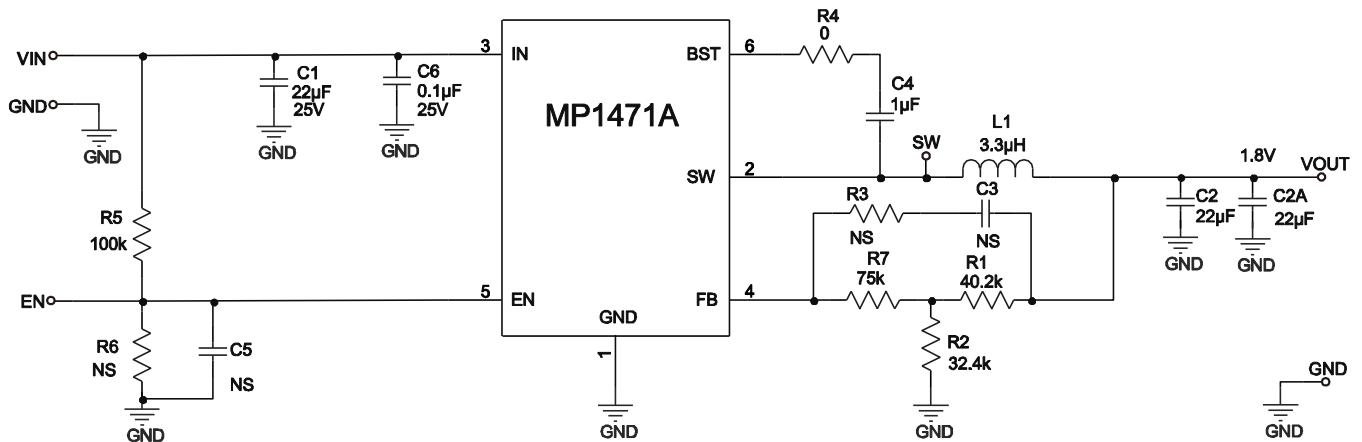 VIN
GND
GND
R5
100k
EN
R6
NS
C5
NS
GND
C1
22µF
25V
GND
C6
0.1µF
25V
GND
3
IN
5
EN
MP1471A
GND
1
GND
BST
6
SW
2
FB
4
R4
0
C4
1µF
SW
L1
3.3µH
R3
NS
C3
NS
R7
75k
R1
40.2k
R2
32.4k
GND
1.8V
VOUT
C2
22µF
GND
C2A
22µF
GND
GND
GND